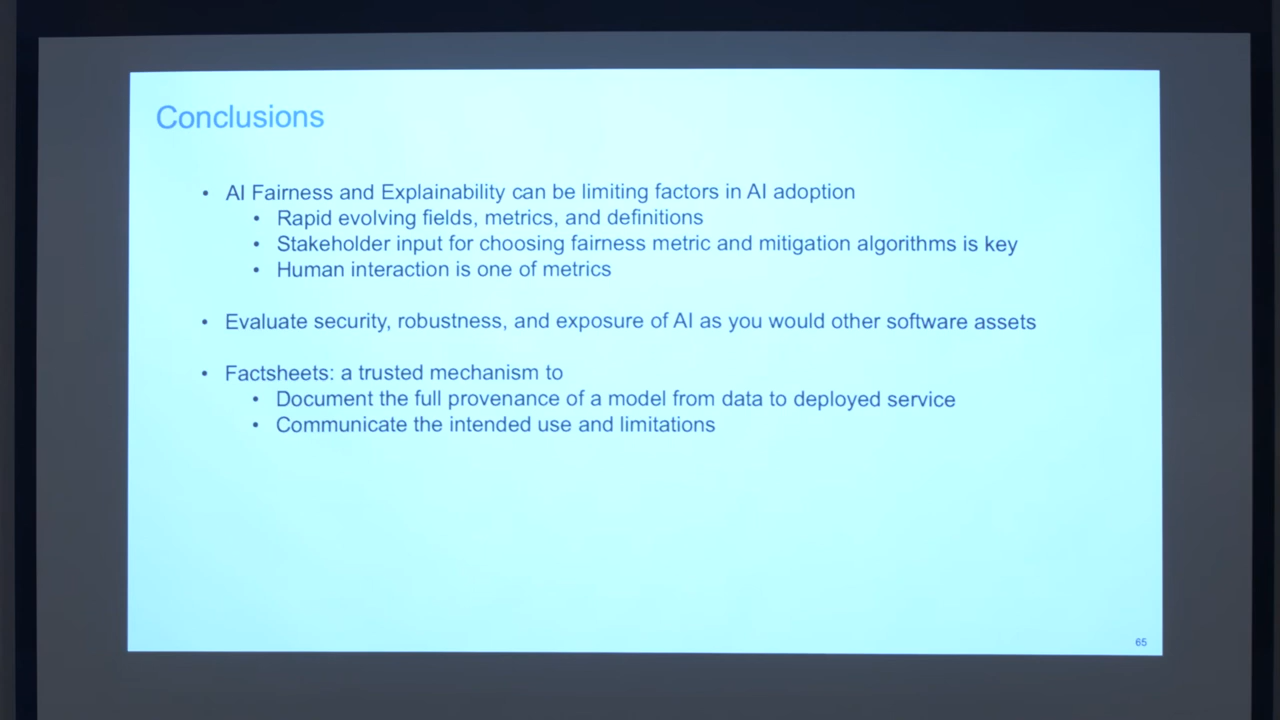 Conclusions
• AI Fairness and Explainability can be limiting factors in AI adoption
• Rapid evolving fields, metrics, and definitions
• Stakeholder input for choosing fairness metric and mitigation algorithms is key
• Human interaction is one of metrics
• Evaluate security, robustness, and exposure of AI as you would other software assets
• Factsheets: a trusted mechanism to
• Document the full provenance of a model from data to deployed service
• Communicate the intended use and limitations
65